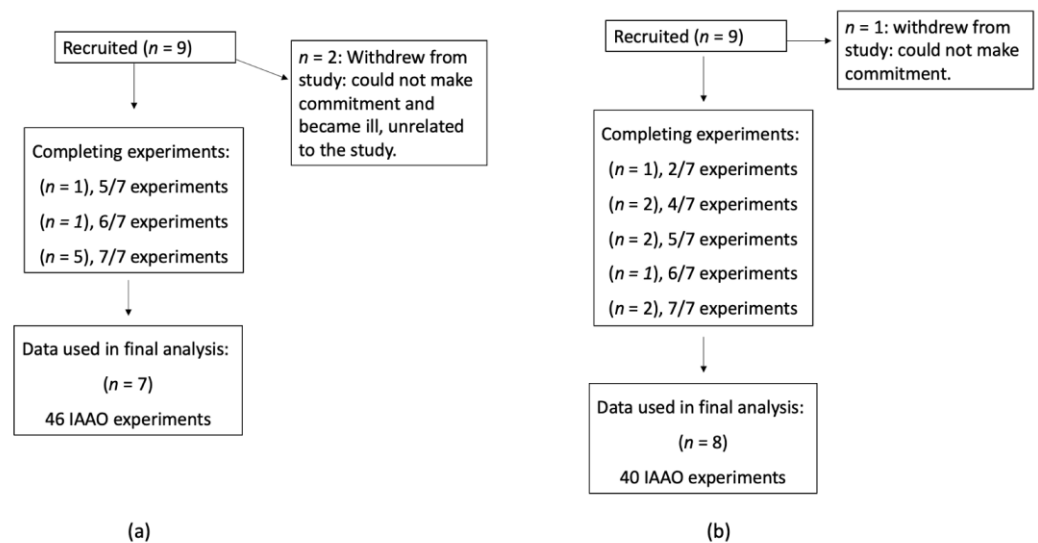 Recruited (n = 9)
n = 2: Withdrew from
study: could not make
commitment and
became ill, unrelated
to the study.
Completing experiments:
(n = 1), 5/7 experiments
(n = 1), 6/7 experiments
(n = 5), 7/7 experiments
Data used in final analysis:
(n = 7)
46 IAAO experiments
(a)
Recruited (n = 9)
n = 1: withdrew from
study: could not make
commitment.
Completing experiments:
(n = 1), 2/7 experiments
(n = 2), 4/7 experiments
(n = 2), 5/7 experiments
(n = 1), 6/7 experiments
(n = 2), 7/7 experiments
Data used in final analysis:
(n = 8)
40 IAAO experiments
(b)